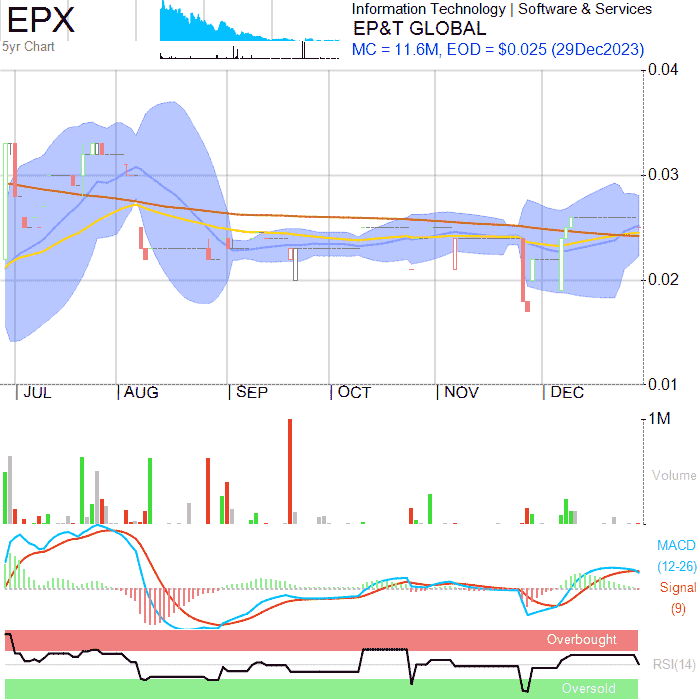 EPX
5yr Chart
Information Technology | Software & Services
EP&T GLOBAL
MC = 11.6M, EOD = $0.025 (29Dec2023)
0.04
0.03
0.02
0.01
JUL AUG SEP OCT NOV DEC
1M
Volume
MACD
(12-26)
Signal
(9)
Overbought
RSI(14)
Oversold